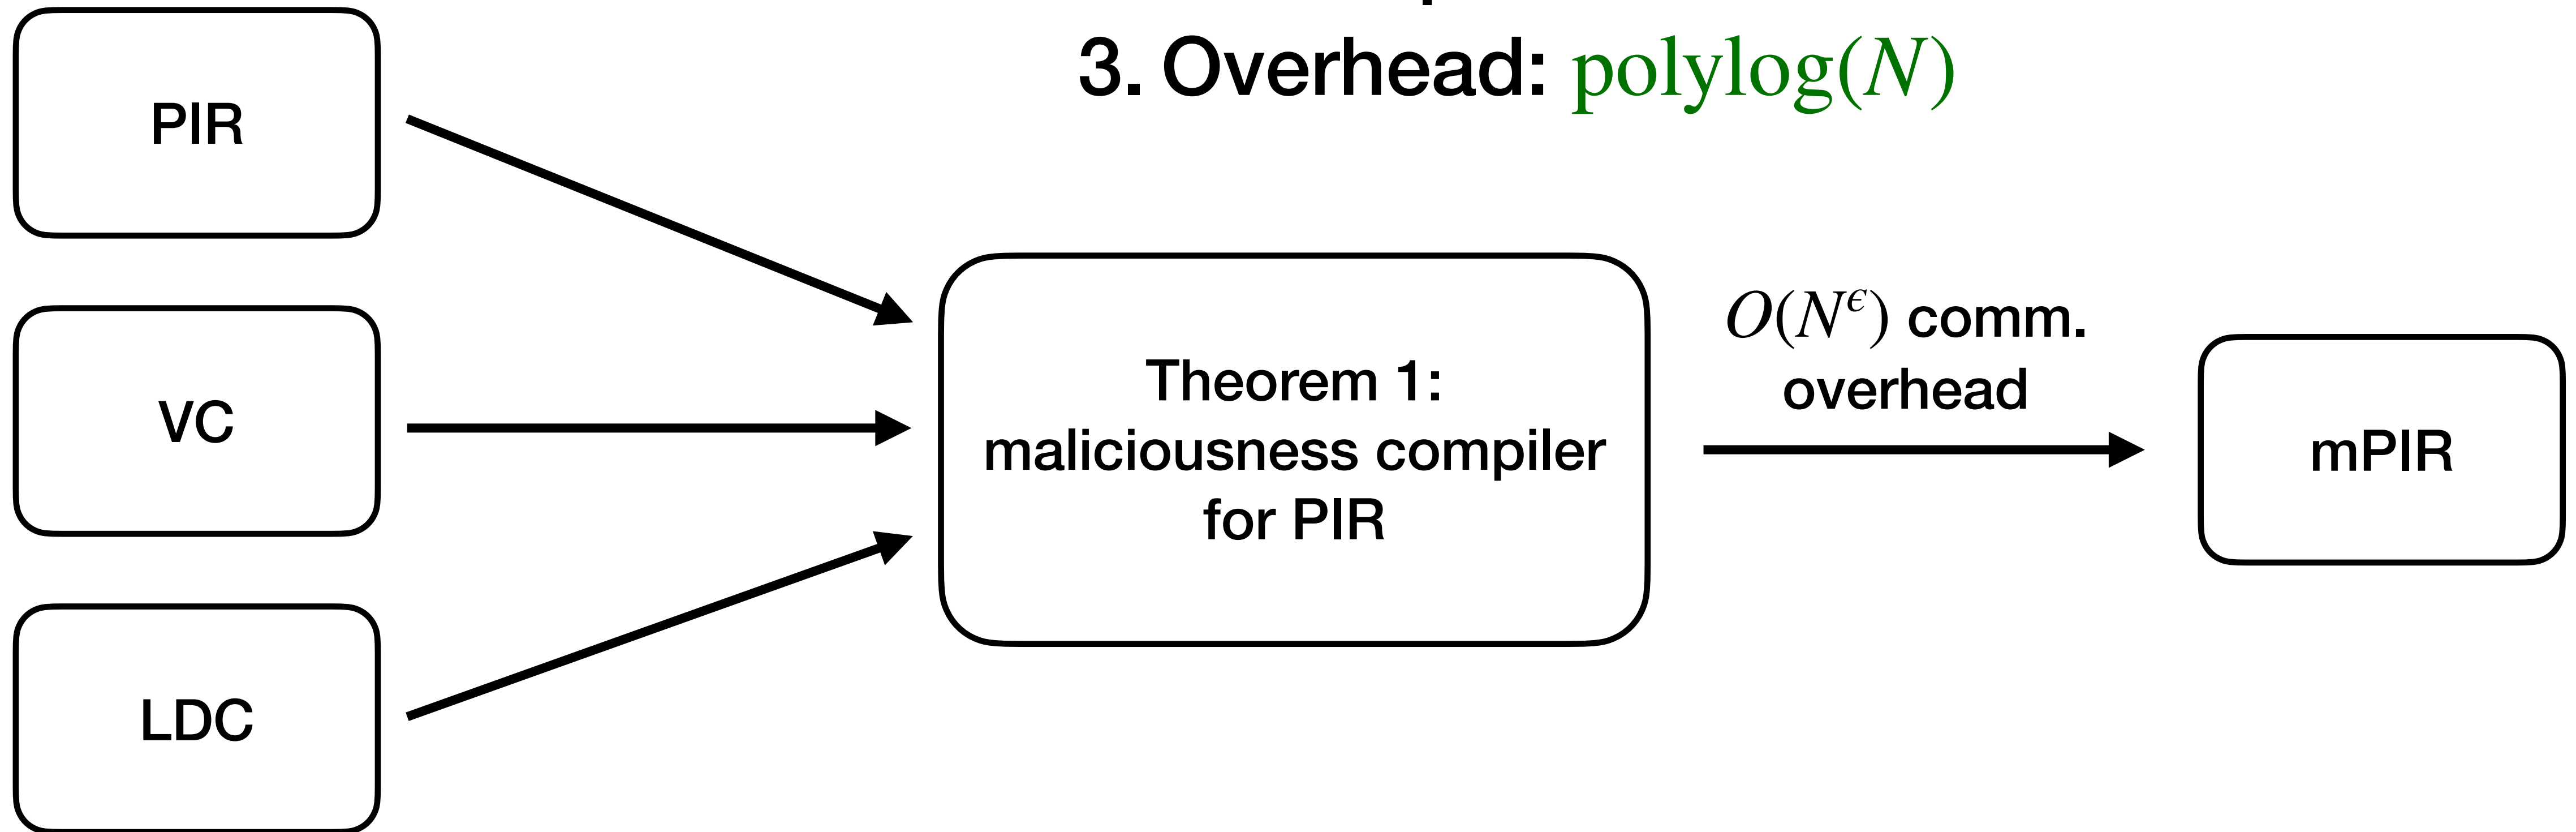 3. Overhead: polylog(N)
PIR
VC
LDC
Theorem 1:
maliciousness compiler
for PIR
O(N^ϵ) comm.
overhead
mPIR